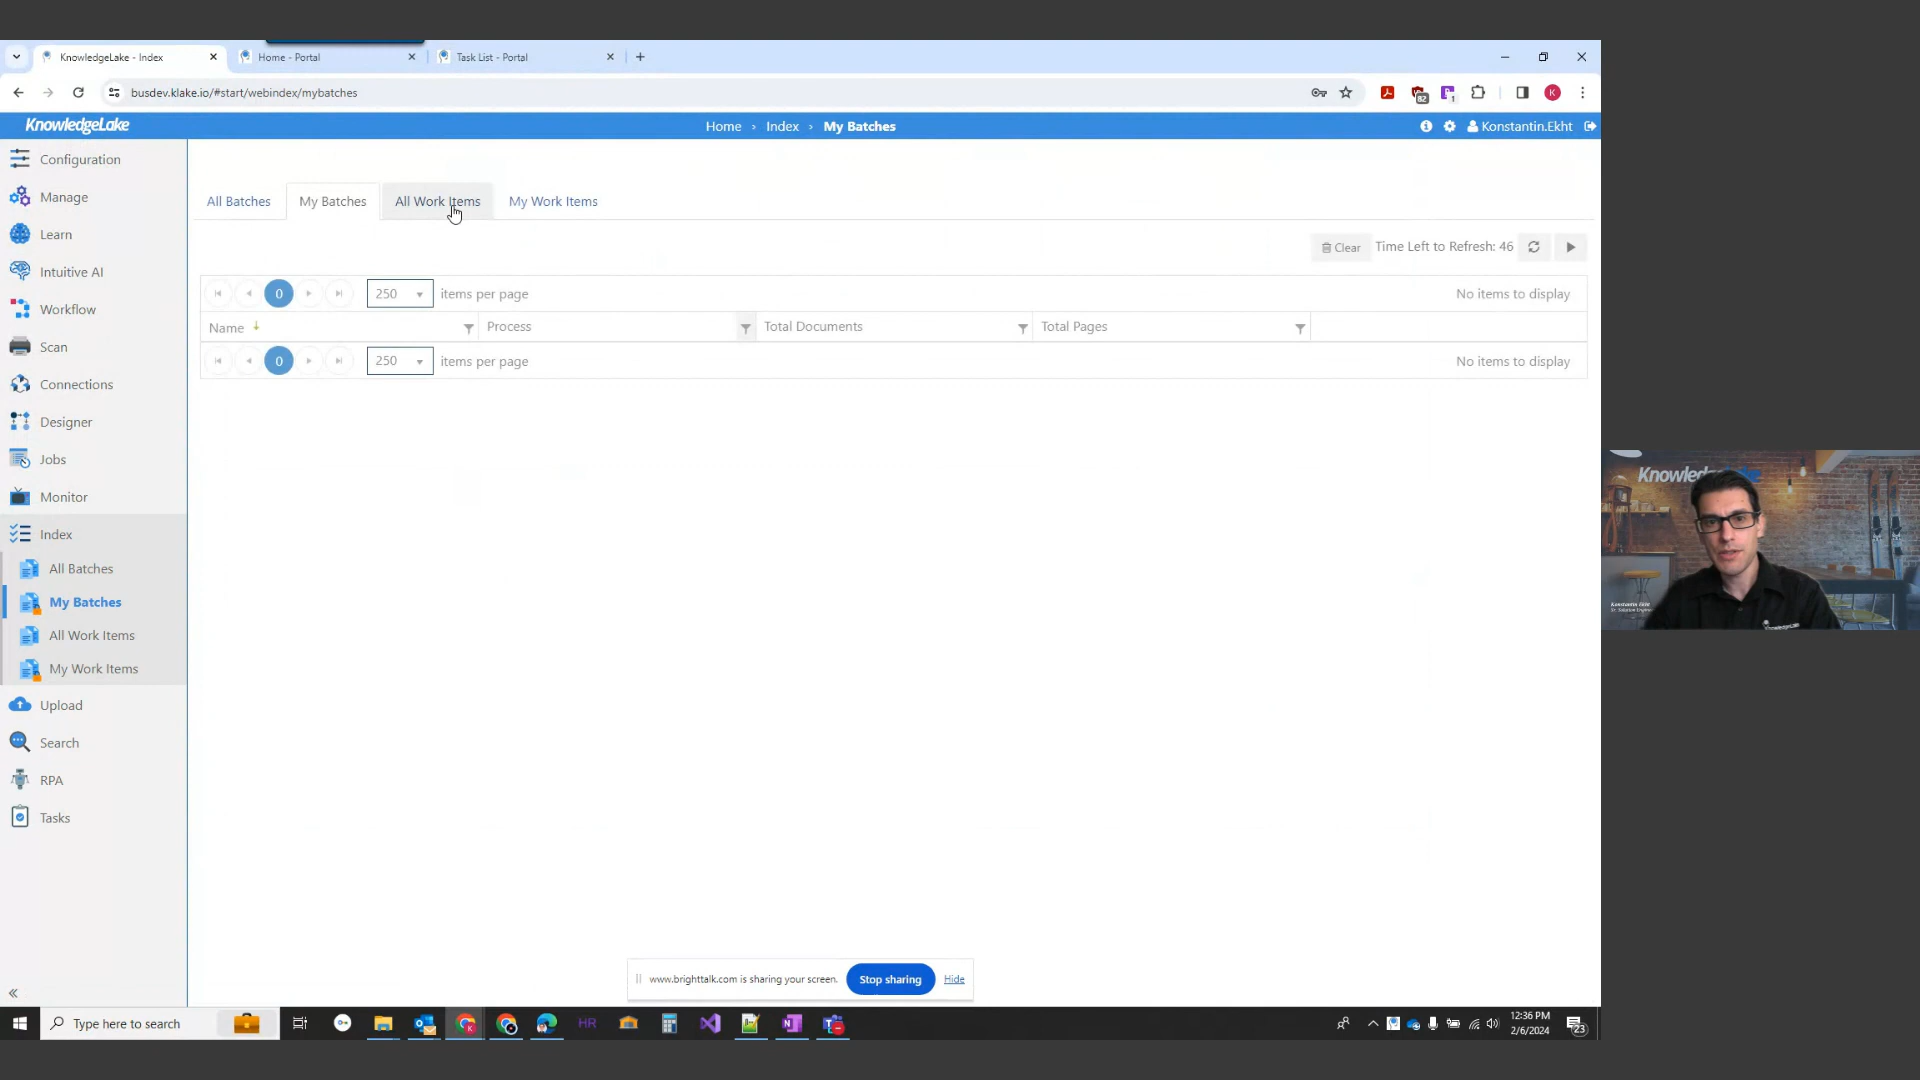 KnowledgeLake - Index
Home - Portal
Task List - Portal
busdev.klake.io/#start/webindex/mybatches
82
1
K
KnowledgeLake
Home › Index › My Batches
Konstantin.Ekht
Configuration
Manage
Learn
Intuitive AI
Workflow
Scan
Connections
Designer
Jobs
Monitor
Index
All Batches
My Batches
All Work Items
My Work Items
Upload
Search
RPA
Tasks
All Batches My Batches All Work Items My Work Items
Clear Time Left to Refresh: 46
0 250 items per page No items to display
Name Process Total Documents Total Pages
0 250 items per page No items to display
www.brighttalk.com is sharing your screen. Stop sharing Hide
Type here to search
HR
12:36 PM
2/6/2024
23
Konstantin Ekht